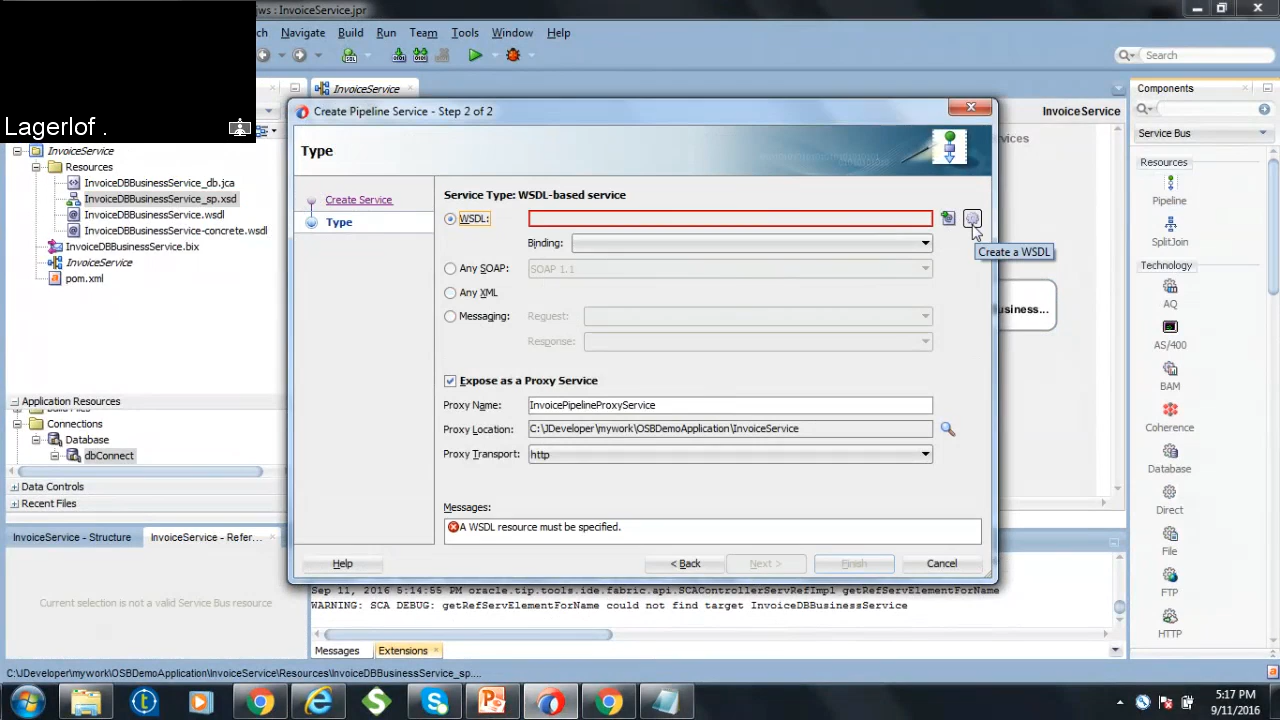 jws : InvoiceService.jpr
Lagerlof .
ch Navigate Build Run Team Tools Window Help
Search
InvoiceService
InvoiceService
Resources
InvoiceDBBusinessService_db.jca
InvoiceDBBusinessService_sp.xsd
InvoiceDBBusinessService.wsdl
InvoiceDBBusinessService-concrete.wsdl
InvoiceDBBusinessService.bix
InvoiceService
pom.xml
Application Resources
Connections
Database
dbConnect
Data Controls
Recent Files
InvoiceService - Structure
InvoiceService - Refer...
Current selection is not a valid Service Bus resource
Create Pipeline Service - Step 2 of 2
Type
Create Service
Type
Service Type: WSDL-based service
WSDL:
Binding:
Any SOAP: SOAP 1.1
Any XML
Messaging: Request:
Response:
Expose as a Proxy Service
Proxy Name: InvoicePipelineProxyService
Proxy Location: C:\JDeveloper\mywork\OSBDemoApplication\InvoiceService
Proxy Transport: http
Messages:
A WSDL resource must be specified.
Help
< Back
Next >
Finish
Cancel
Create a WSDL
InvoiceService
vices
usiness...
Components
Service Bus
Resources
Pipeline
SplitJoin
Technology
AQ
AS/400
BAM
Coherence
Database
Direct
File
FTP
HTTP
Sep 11, 2016 5:14:55 PM oracle.tip.tools.ide.fabric.api.SCAControllerServRefImpl getRefServElementForName
WARNING: SCA DEBUG: getRefServElementForName could not find target InvoiceDBBusinessService
Messages
Extensions
C:\JDeveloper\mywork\OSBDemoApplication\InvoiceService\Resources\InvoiceDBBusinessService_sp....
5:17 PM
9/11/2016